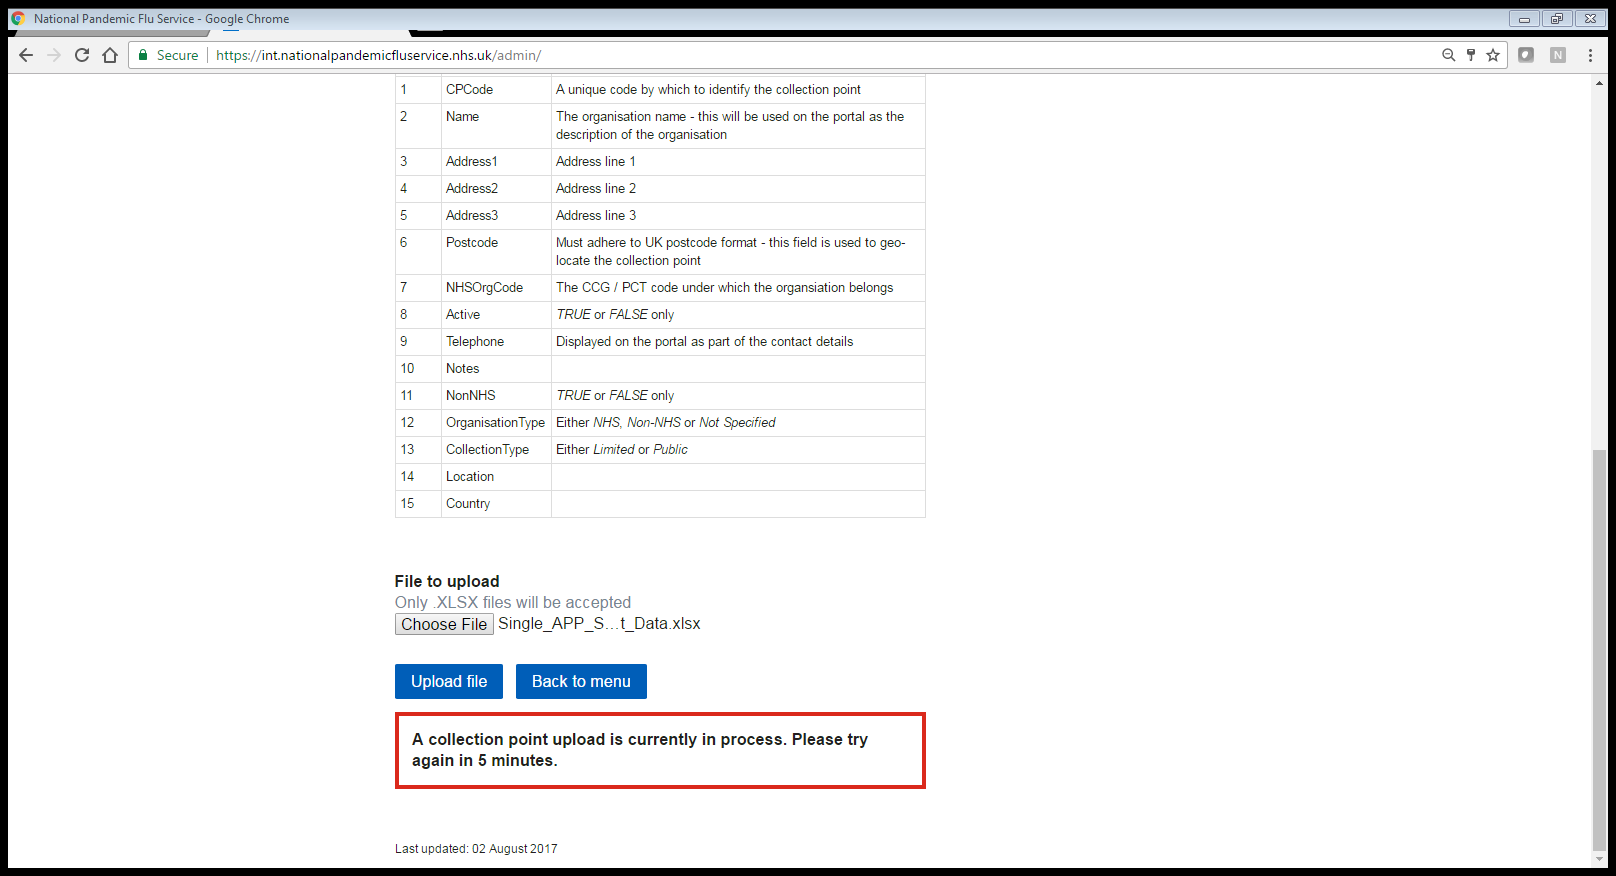 National Pandemic Flu Service - Google Chrome
Secure https://int.nationalpandemicfluservice.nhs.uk/admin/
N
1 CPCode A unique code by which to identify the collection point
2 Name The organisation name - this will be used on the portal as the
description of the organisation
3 Address1 Address line 1
4 Address2 Address line 2
5 Address3 Address line 3
6 Postcode Must adhere to UK postcode format - this field is used to geo-
locate the collection point
7 NHSOrgCode The CCG / PCT code under which the organsiation belongs
8 Active TRUE or FALSE only
9 Telephone Displayed on the portal as part of the contact details
10 Notes
11 NonNHS TRUE or FALSE only
12 OrganisationType Either NHS, Non-NHS or Not Specified
13 CollectionType Either Limited or Public
14 Location
15 Country
File to upload
Only .XLSX files will be accepted
Choose File Single_APP_S...t_Data.xlsx
Upload file Back to menu
A collection point upload is currently in process. Please try
again in 5 minutes.
Last updated: 02 August 2017